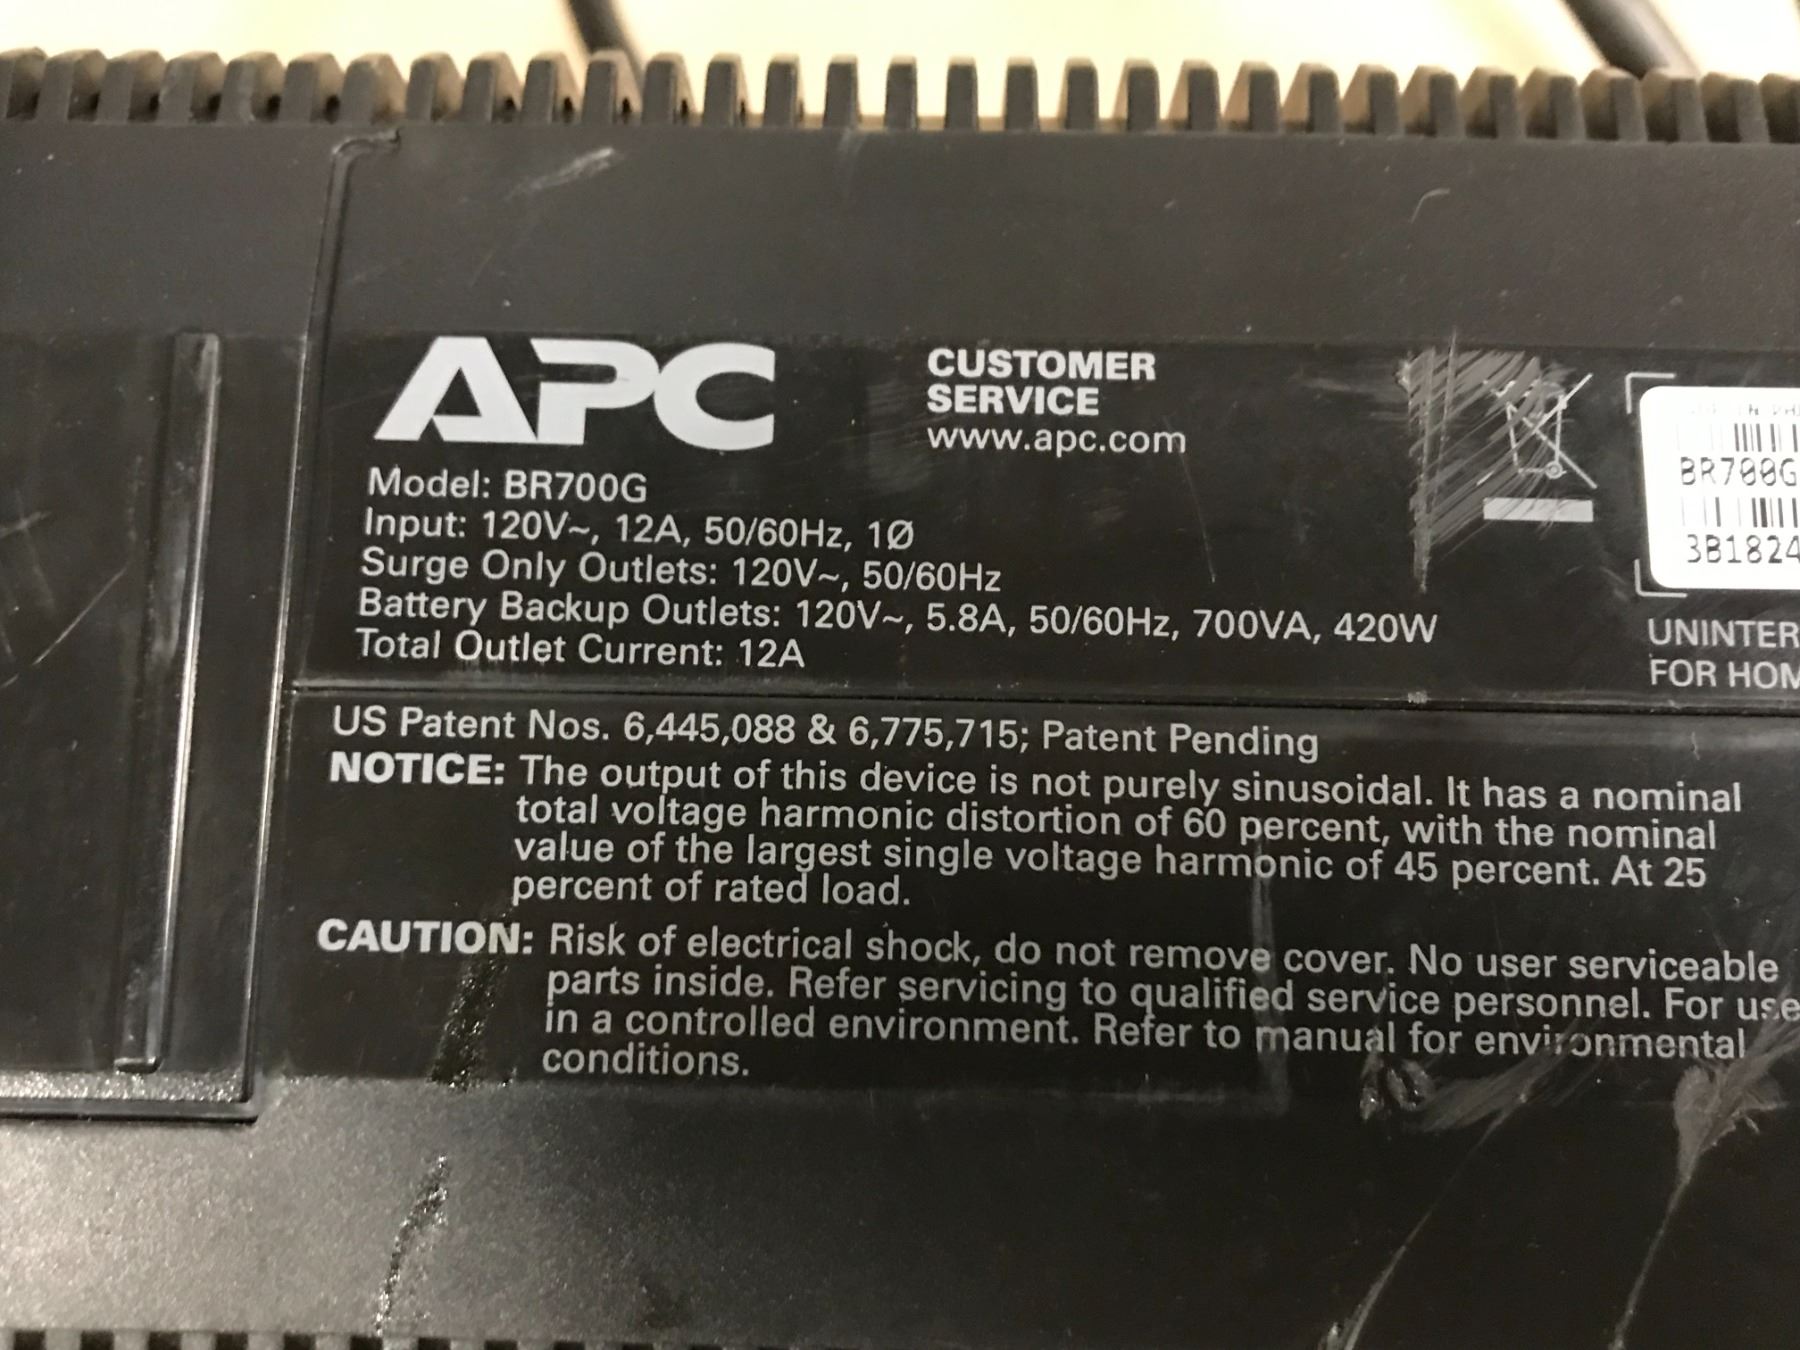 APC
CUSTOMER
SERVICE
www.apc.com
Model: BR700G
Input: 120V~, 12A, 50/60Hz, 1Ø
Surge Only Outlets: 120V~, 50/60Hz
Battery Backup Outlets: 120V~, 5.8A, 50/60Hz, 700VA, 420W
Total Outlet Current: 12A
BR700G
3B1824
UNINTER
FOR HOM
US Patent Nos. 6,445,088 & 6,775,715; Patent Pending
NOTICE: The output of this device is not purely sinusoidal. It has a nominal
total voltage harmonic distortion of 60 percent, with the nominal
value of the largest single voltage harmonic of 45 percent. At 25
percent of rated load.
CAUTION: Risk of electrical shock, do not remove cover. No user serviceable
parts inside. Refer servicing to qualified service personnel. For use
in a controlled environment. Refer to manual for environmental
conditions.